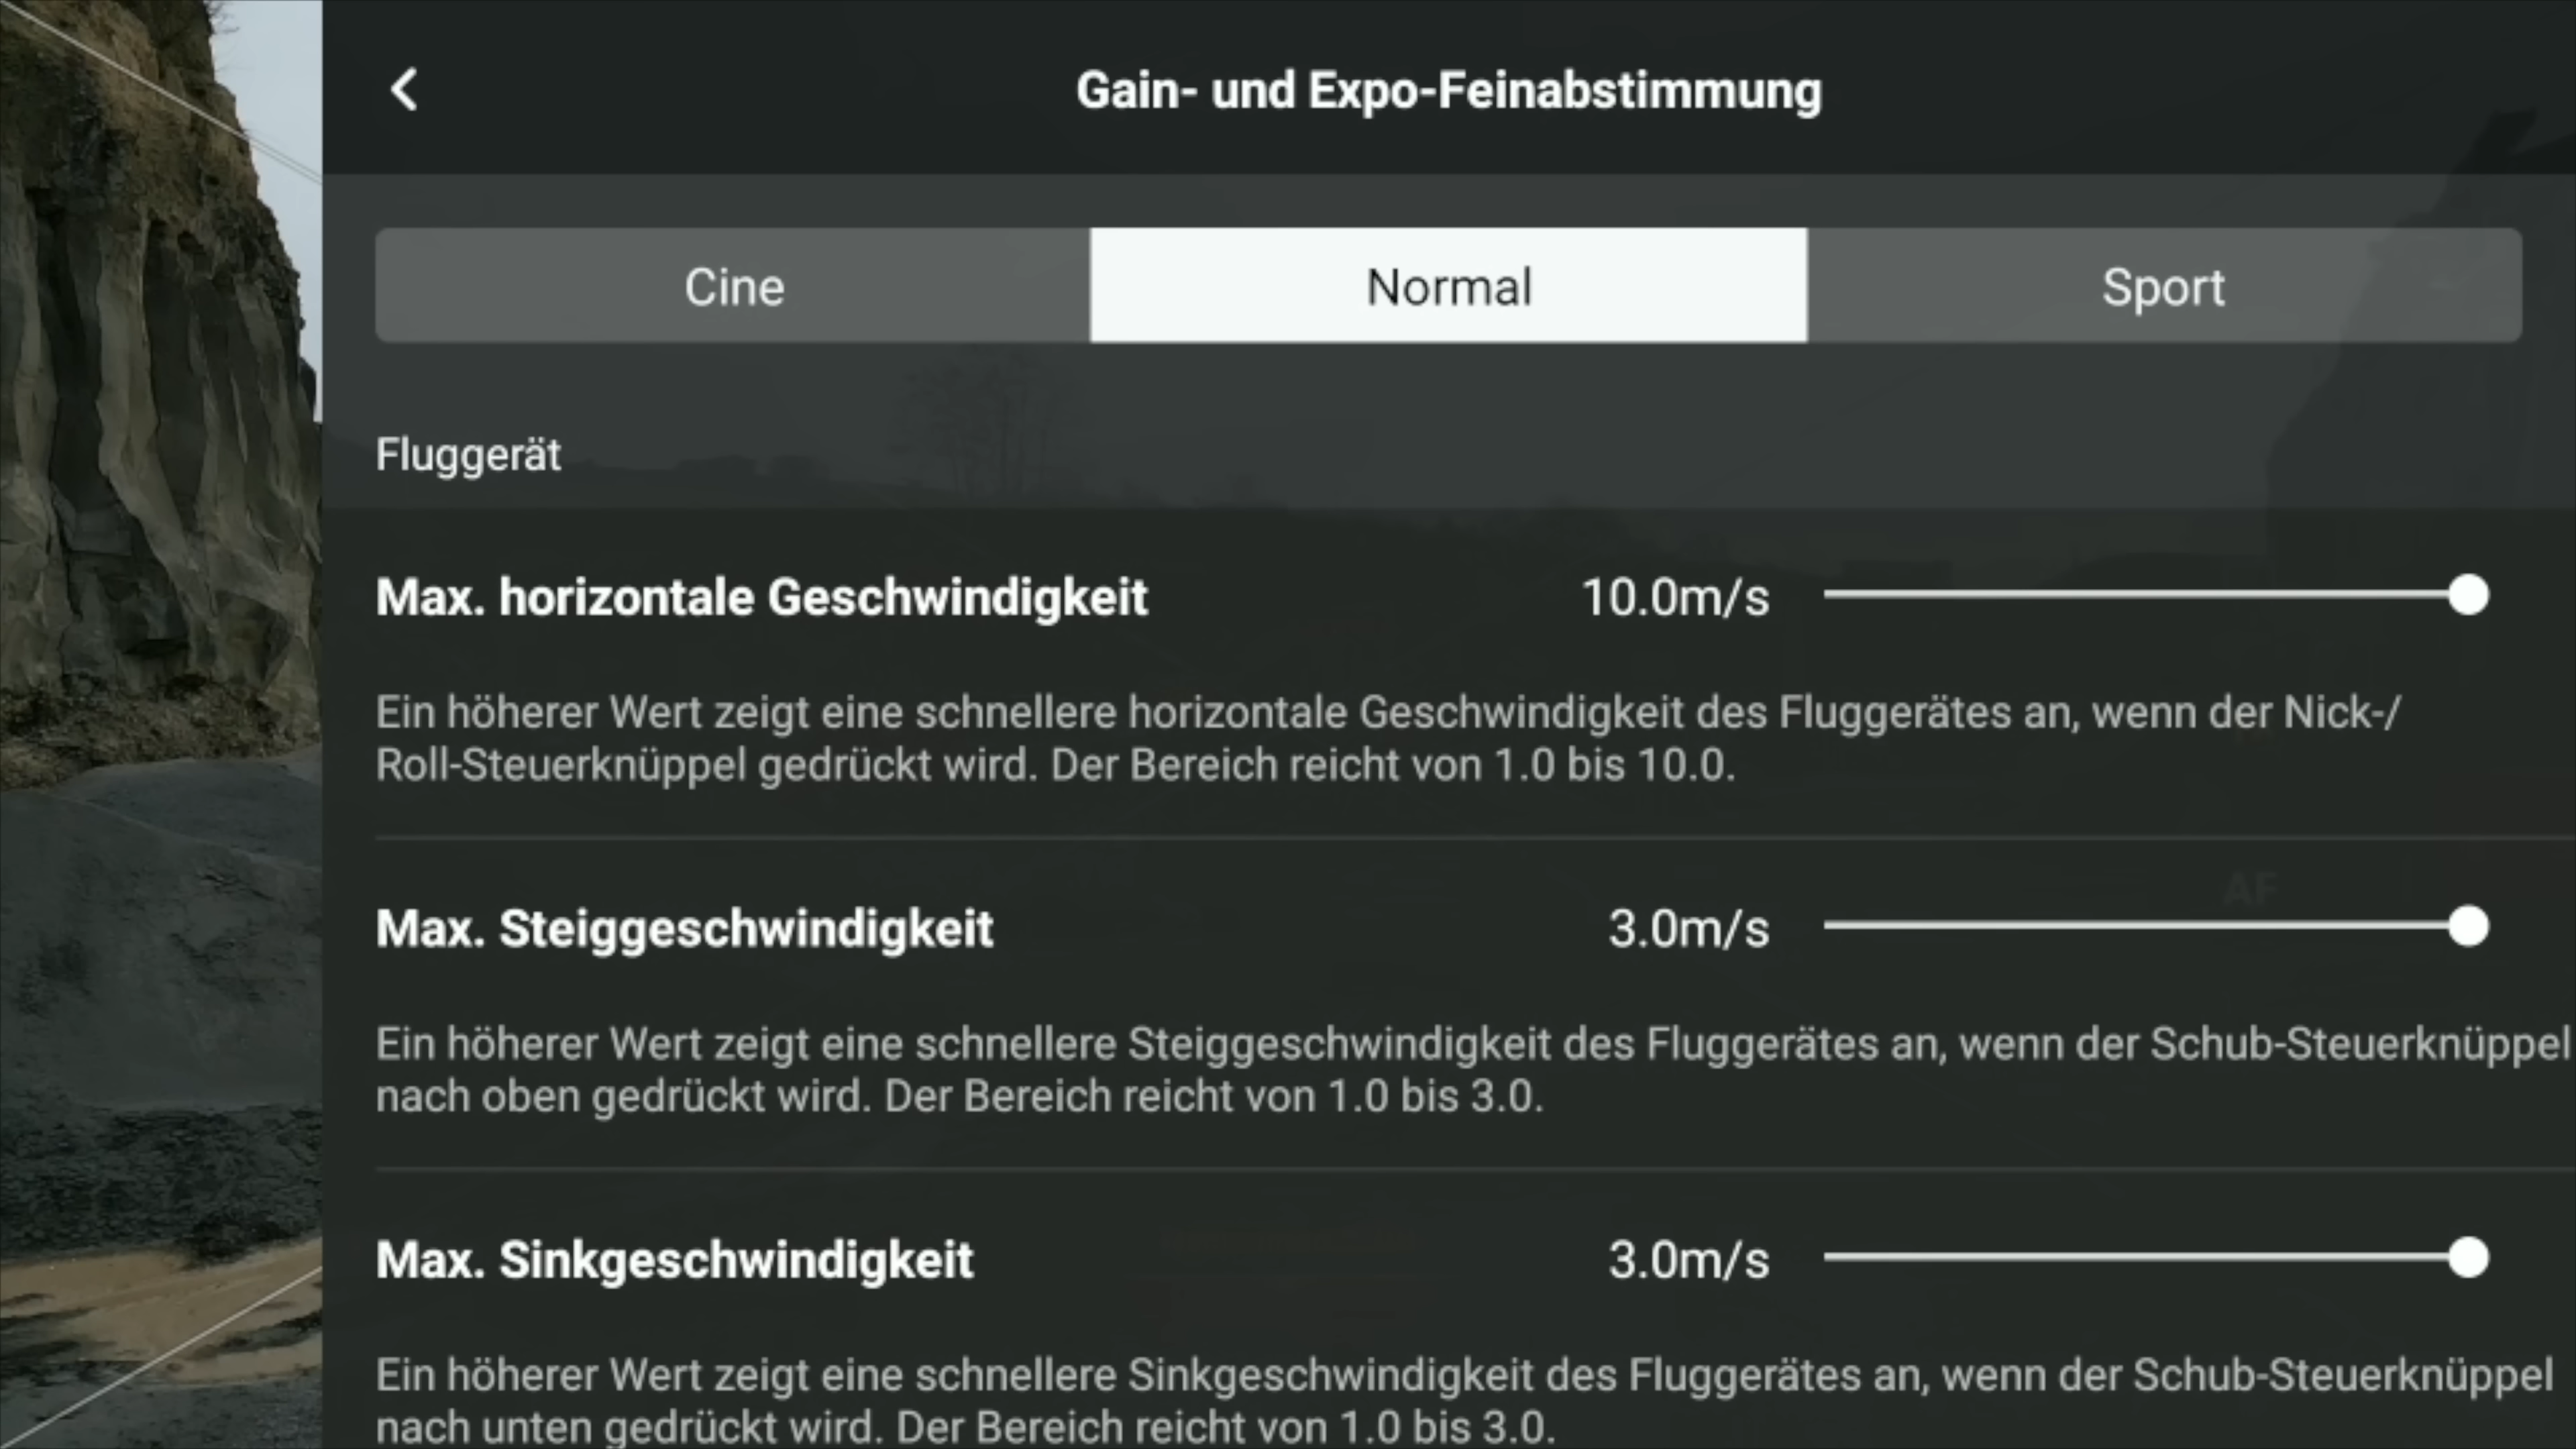 Gain- und Expo-Feinabstimmung
Cine Normal Sport
Fluggerät
Max. horizontale Geschwindigkeit 10.0m/s
Ein höherer Wert zeigt eine schnellere horizontale Geschwindigkeit des Fluggerätes an, wenn der Nick-/
Roll-Steuerknüppel gedrückt wird. Der Bereich reicht von 1.0 bis 10.0.
AF
Max. Steiggeschwindigkeit 3.0m/s
Ein höherer Wert zeigt eine schnellere Steiggeschwindigkeit des Fluggerätes an, wenn der Schub-Steuerknüppel
nach oben gedrückt wird. Der Bereich reicht von 1.0 bis 3.0.
Max. Sinkgeschwindigkeit 3.0m/s
Ein höherer Wert zeigt eine schnellere Sinkgeschwindigkeit des Fluggerätes an, wenn der Schub-Steuerknüppel
nach unten gedrückt wird. Der Bereich reicht von 1.0 bis 3.0.